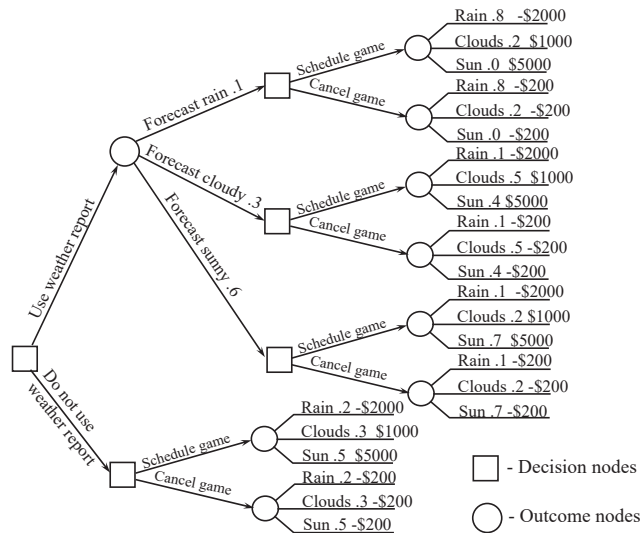 Rain .8 -$2000
Schedule game
Clouds .2 $1000
Sun .0 $5000
Forecast rain .1
Cancel game
Rain .8 -$200
Clouds .2 -$200
Sun .0 -$200
Forecast cloudy .3
Rain .1 -$2000
Schedule game
Clouds .5 $1000
Sun .4 $5000
Cancel game
Rain .1 -$200
Clouds .5 -$200
Sun .4 -$200
Use weather report
Forecast sunny .6
Rain .1 -$2000
Schedule game
Clouds .2 $1000
Sun .7 $5000
Cancel game
Rain .1 -$200
Clouds .2 -$200
Sun .7 -$200
Do not use
weather report
Rain .2 -$2000
Schedule game
Clouds .3 $1000
Sun .5 $5000
Cancel game
Rain .2 -$200
Clouds .3 -$200
Sun .5 -$200
- Decision nodes
- Outcome nodes